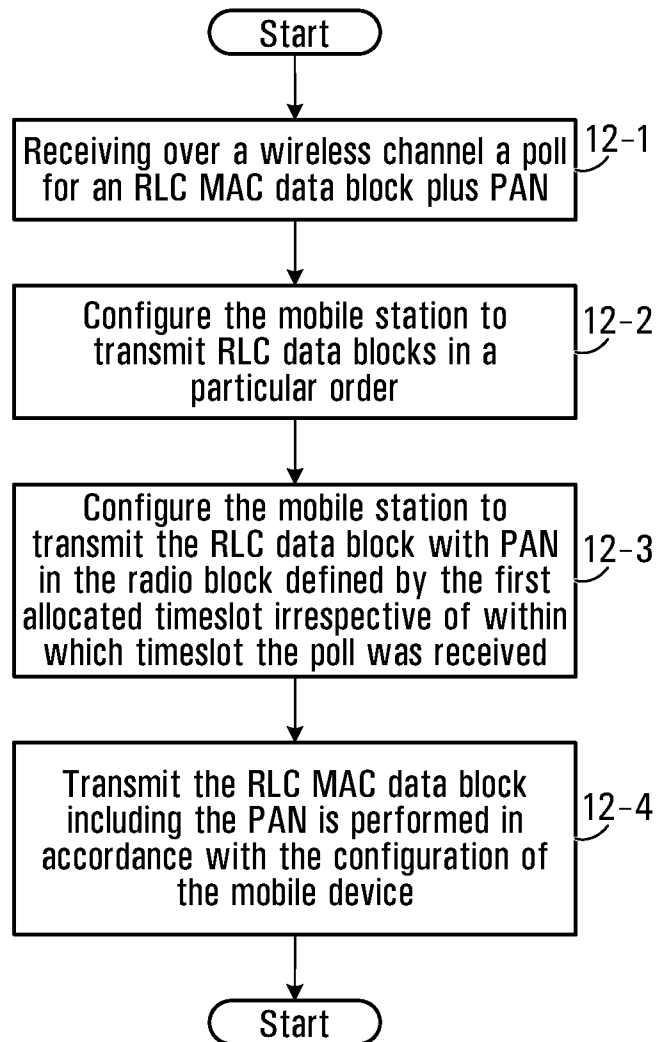 Start
Receiving over a wireless channel a poll
for an RLC MAC data block plus PAN
12-1
Configure the mobile station to
transmit RLC data blocks in a
particular order
12-2
Configure the mobile station to
transmit the RLC data block with PAN
in the radio block defined by the first
allocated timeslot irrespective of within
which timeslot the poll was received
12-3
Transmit the RLC MAC data block
including the PAN is performed in
accordance with the configuration of
the mobile device
12-4
Start